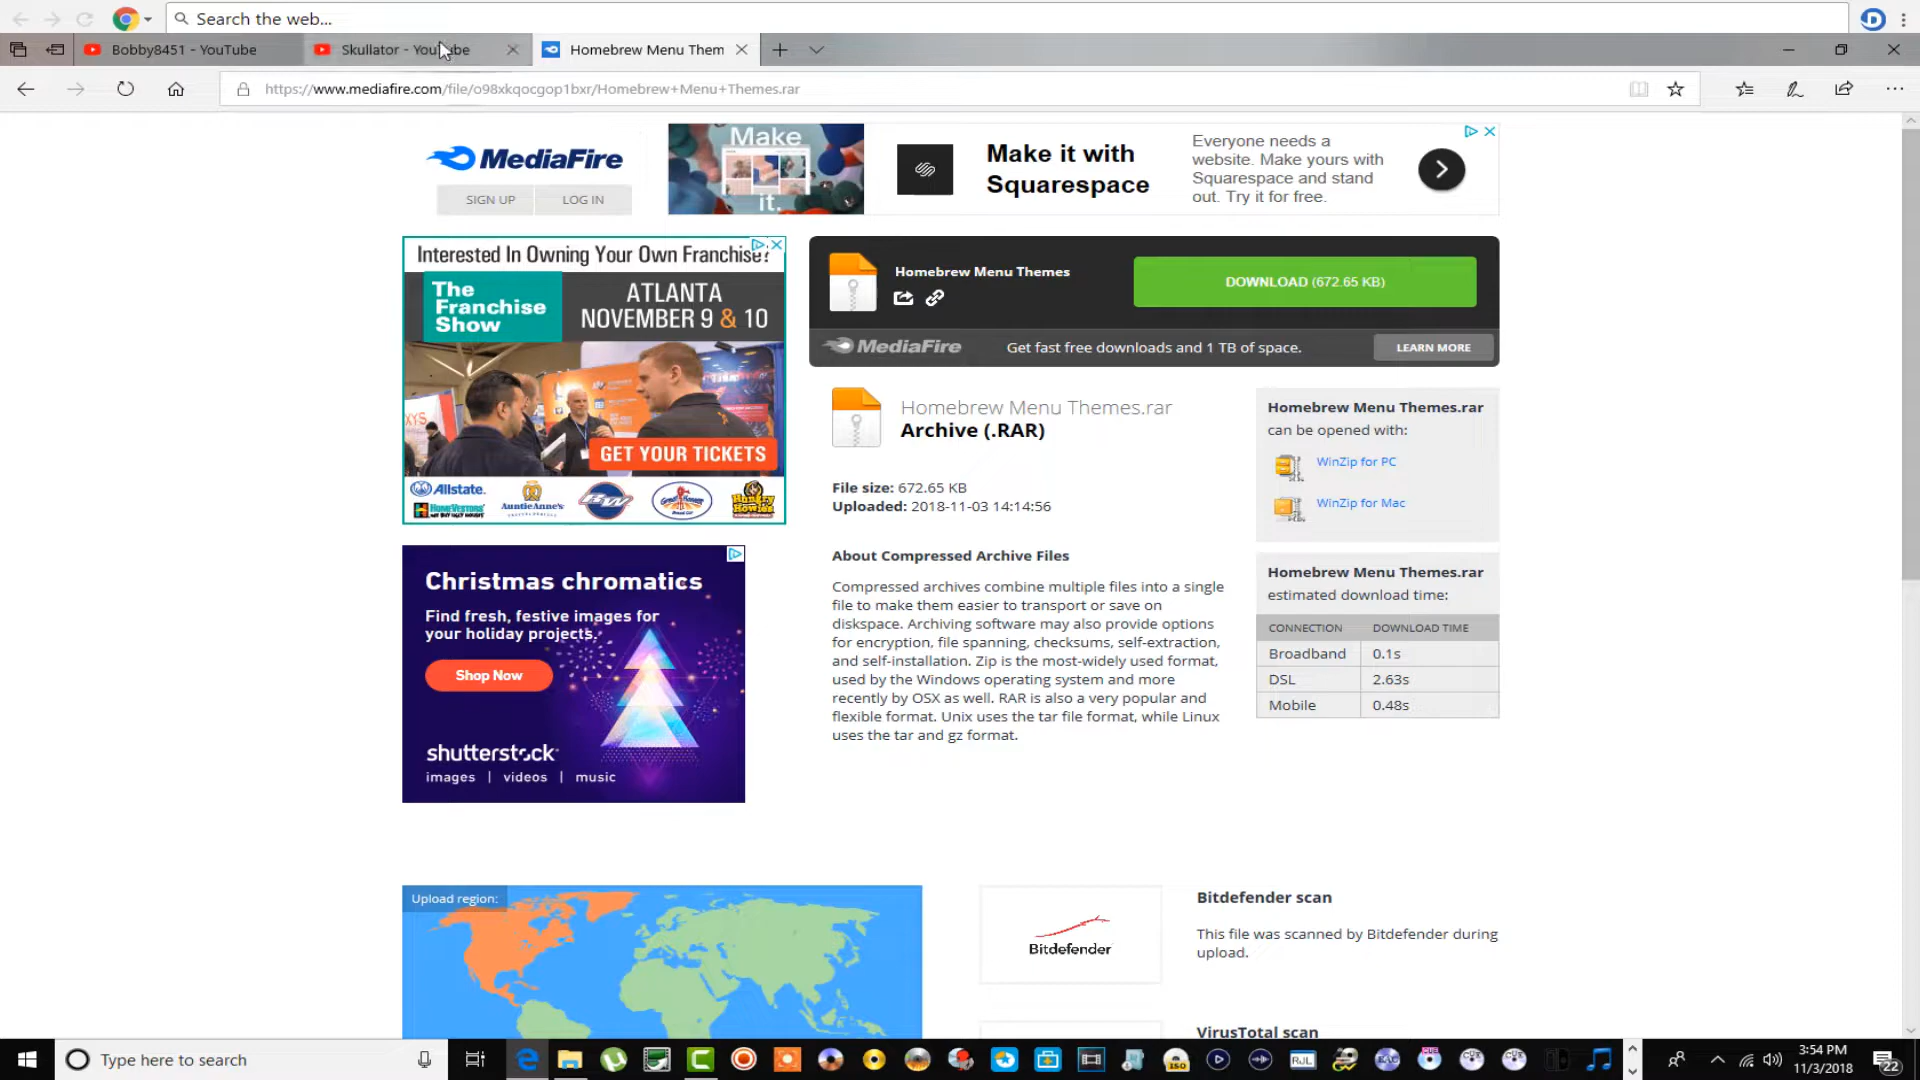 Search the web...
Bobby8451 - YouTube
Skullator - YouTube
Homebrew Menu Them
https://www.mediafire.com/file/o98xkqocgop1bxr/Homebrew+Menu+Themes.rar
MediaFire
SIGN UP
LOG IN
Make
it.
Make it with
Squarespace
Everyone needs a
website. Make yours with
Squarespace and stand
out. Try it for free.
Interested In Owning Your Own Franchise?
The
Franchise
Show
ATLANTA
NOVEMBER 9 & 10
GET YOUR TICKETS
Allstate.
HomeVestors
Auntie Anne's
BW
Homebrew Menu Themes
DOWNLOAD (672.65 KB)
MediaFire
Get fast free downloads and 1 TB of space.
LEARN MORE
Homebrew Menu Themes.rar
Archive (.RAR)
File size: 672.65 KB
Uploaded: 2018-11-03 14:14:56
About Compressed Archive Files
Compressed archives combine multiple files into a single
file to make them easier to transport or save on
diskspace. Archiving software may also provide options
for encryption, file spanning, checksums, self-extraction,
and self-installation. Zip is the most-widely used format,
used by the Windows operating system and more
recently by OSX as well. RAR is also a very popular and
flexible format. Unix uses the tar file format, while Linux
uses the tar and gz format.
Homebrew Menu Themes.rar
can be opened with:
WinZip for PC
WinZip for Mac
Homebrew Menu Themes.rar
estimated download time:
CONNECTION DOWNLOAD TIME
Broadband 0.1s
DSL 2.63s
Mobile 0.48s
Christmas chromatics
Find fresh, festive images for
your holiday projects.
Shop Now
shutterstock
images | videos | music
Upload region:
Bitdefender
Bitdefender scan
This file was scanned by Bitdefender during
upload.
VirusTotal scan
Type here to search
ISO
RJL
3:54 PM
11/3/2018
22